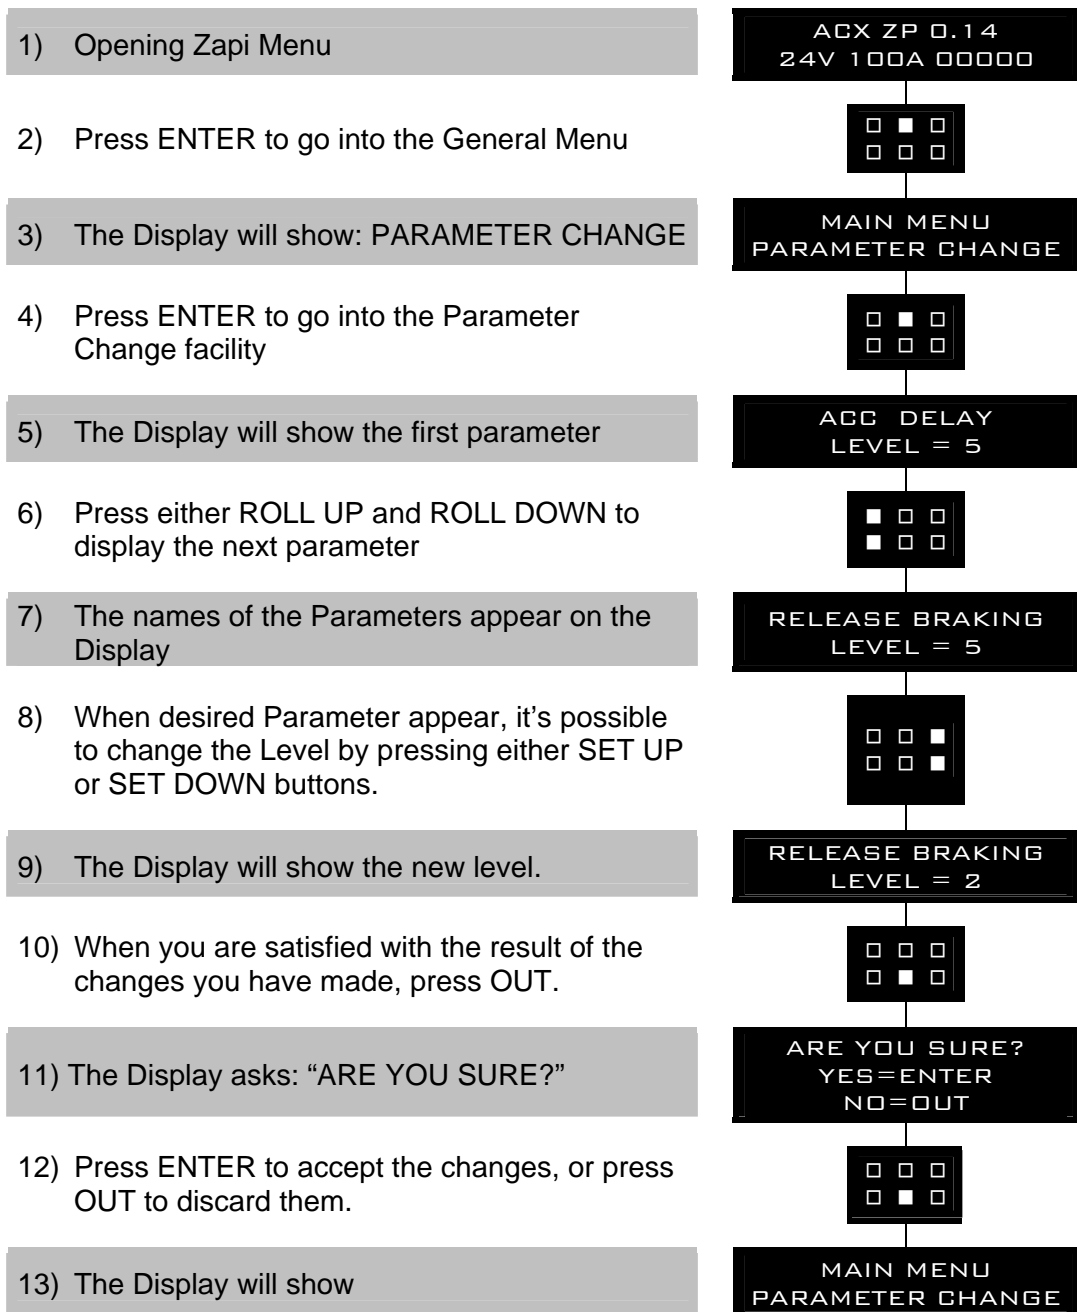 1) Opening Zapi Menu
ACX ZP 0.14
24V 100A 00000
2) Press ENTER to go into the General Menu
3) The Display will show: PARAMETER CHANGE
MAIN MENU
PARAMETER CHANGE
4) Press ENTER to go into the Parameter
Change facility
5) The Display will show the first parameter
ACC DELAY
LEVEL = 5
6) Press either ROLL UP and ROLL DOWN to
display the next parameter
7) The names of the Parameters appear on the
Display
RELEASE BRAKING
LEVEL = 5
8) When desired Parameter appear, it's possible
to change the Level by pressing either SET UP
or SET DOWN buttons.
9) The Display will show the new level.
RELEASE BRAKING
LEVEL = 2
10) When you are satisfied with the result of the
changes you have made, press OUT.
11) The Display asks: “ARE YOU SURE?”
ARE YOU SURE?
YES=ENTER
NO=OUT
12) Press ENTER to accept the changes, or press
OUT to discard them.
13) The Display will show
MAIN MENU
PARAMETER CHANGE